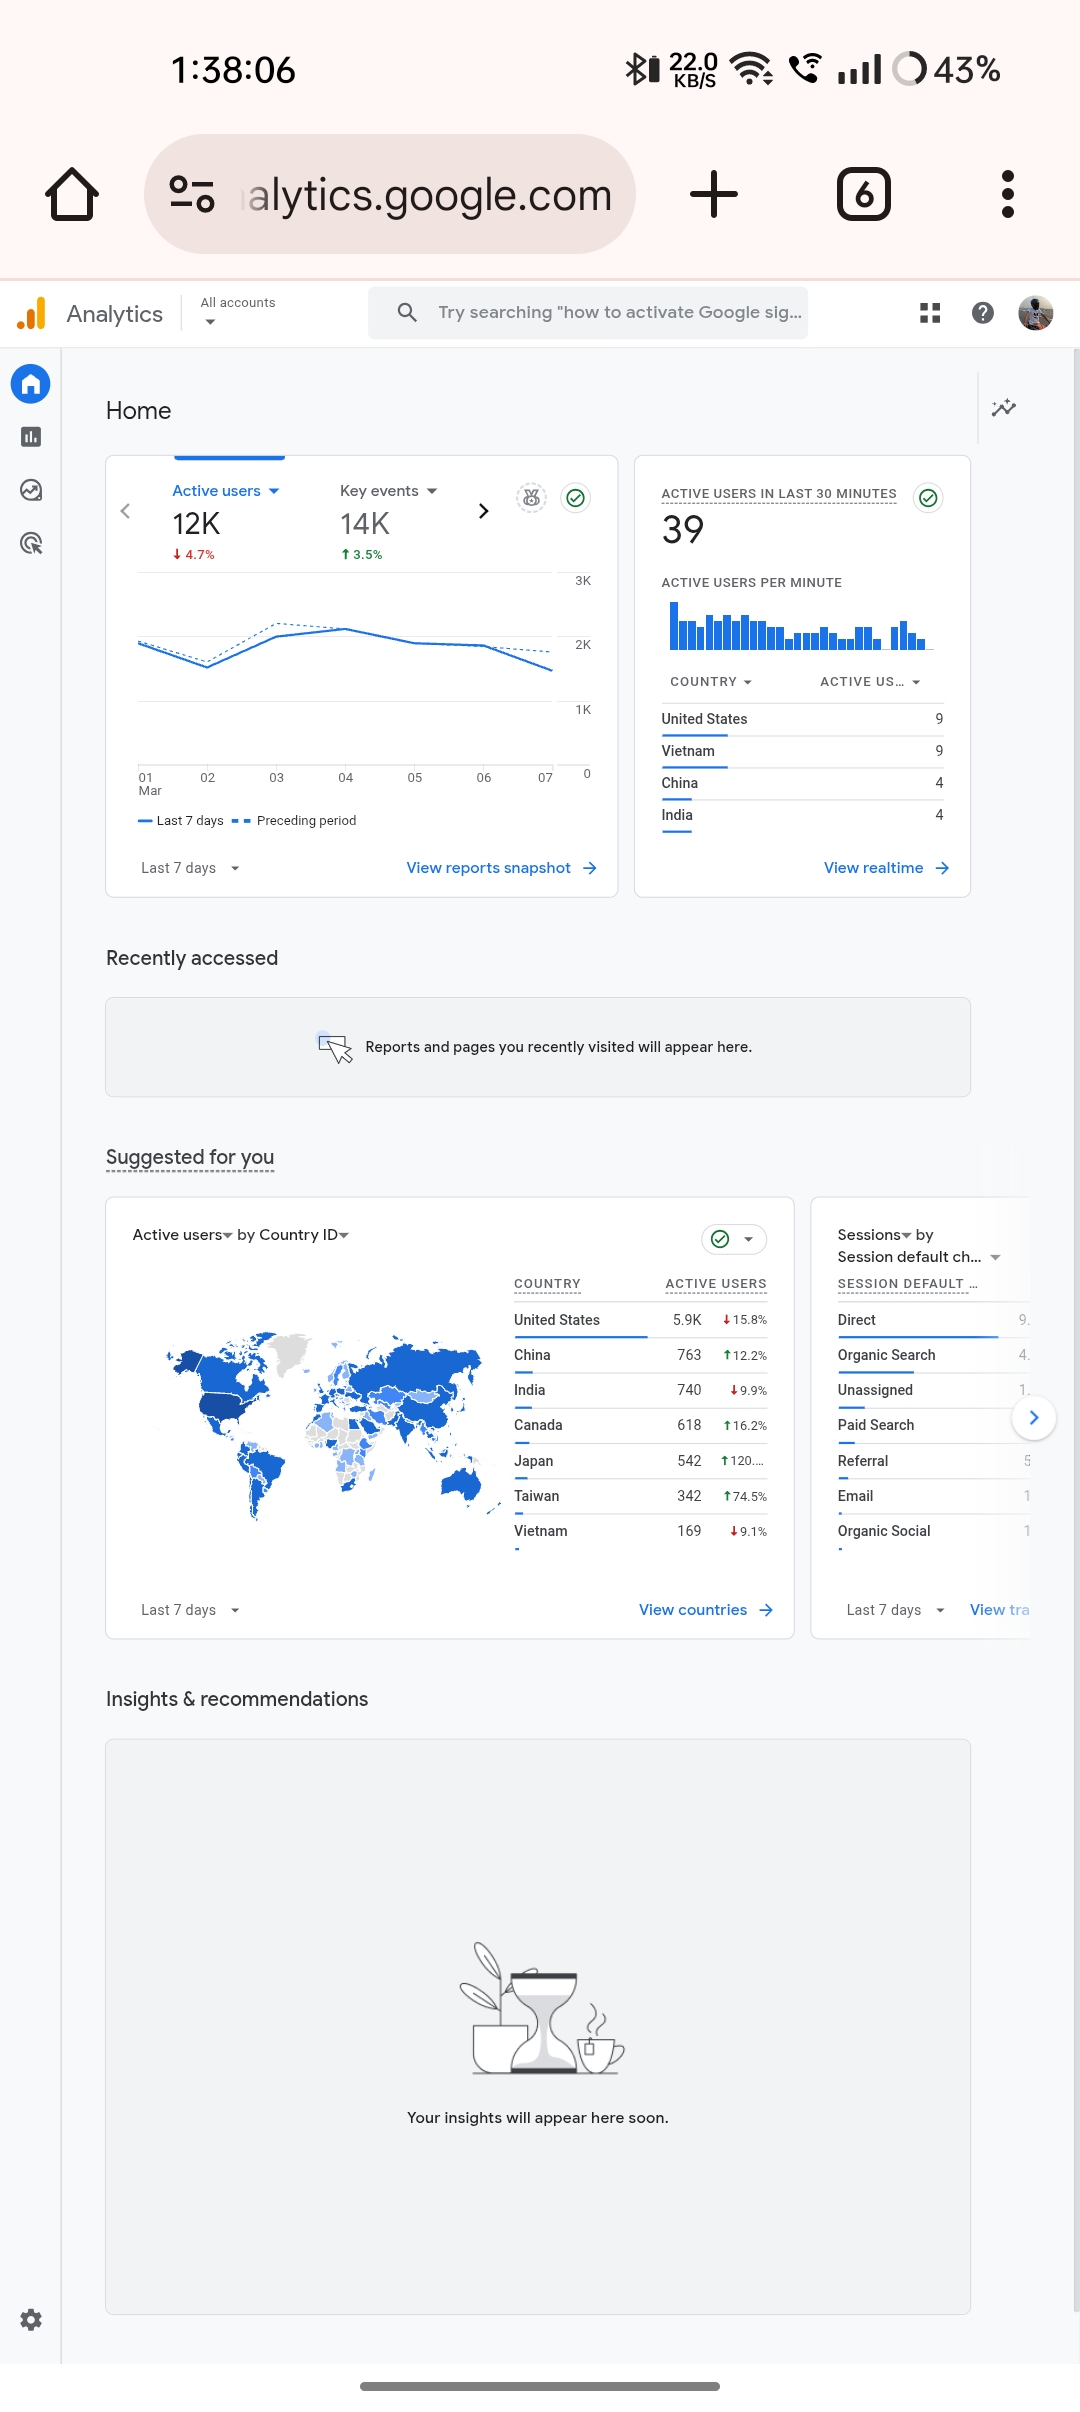 1:38:06
22.0
KB/S
43%
alytics.google.com
6
Analytics
All accounts
Try searching "how to activate Google sig...
Home
Active users
12K
4.7%
Key events
14K
3.5%
3K
2K
1K
0
01
Mar
02
03
04
05
06
07
Last 7 days
Preceding period
Last 7 days
View reports snapshot
ACTIVE USERS IN LAST 30 MINUTES
39
ACTIVE USERS PER MINUTE
COUNTRY
ACTIVE US...
United States 9
Vietnam 9
China 4
India 4
View realtime
Recently accessed
Reports and pages you recently visited will appear here.
Suggested for you
Active users by Country ID
COUNTRY ACTIVE USERS
United States 5.9K 15.8%
China 763 12.2%
India 740 9.9%
Canada 618 16.2%
Japan 542 120....
Taiwan 342 74.5%
Vietnam 169 9.1%
Last 7 days
View countries
Sessions by
Session default ch...
SESSION DEFAULT ...
Direct 9.
Organic Search 4.
Unassigned 1.
Paid Search
Referral 5
Email 1
Organic Social 1
Last 7 days
View tra
Insights & recommendations
Your insights will appear here soon.